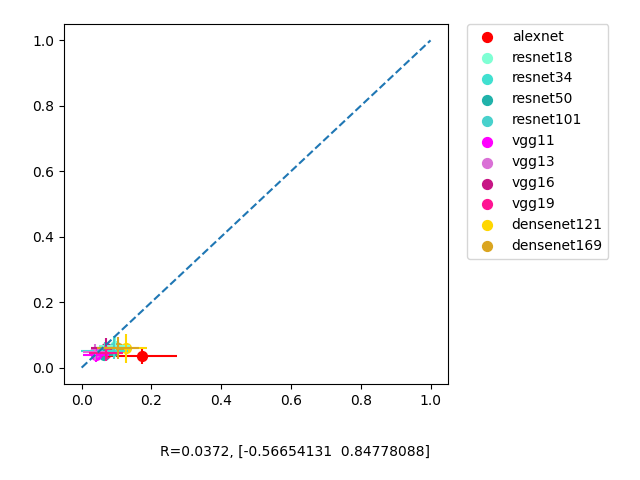 1.0
0.8
0.6
0.4
0.2
0.0
0.0 0.2 0.4 0.6 0.8 1.0
alexnet
resnet18
resnet34
resnet50
resnet101
vgg11
vgg13
vgg16
vgg19
densenet121
densenet169
R=0.0372, [-0.56654131 0.84778088]